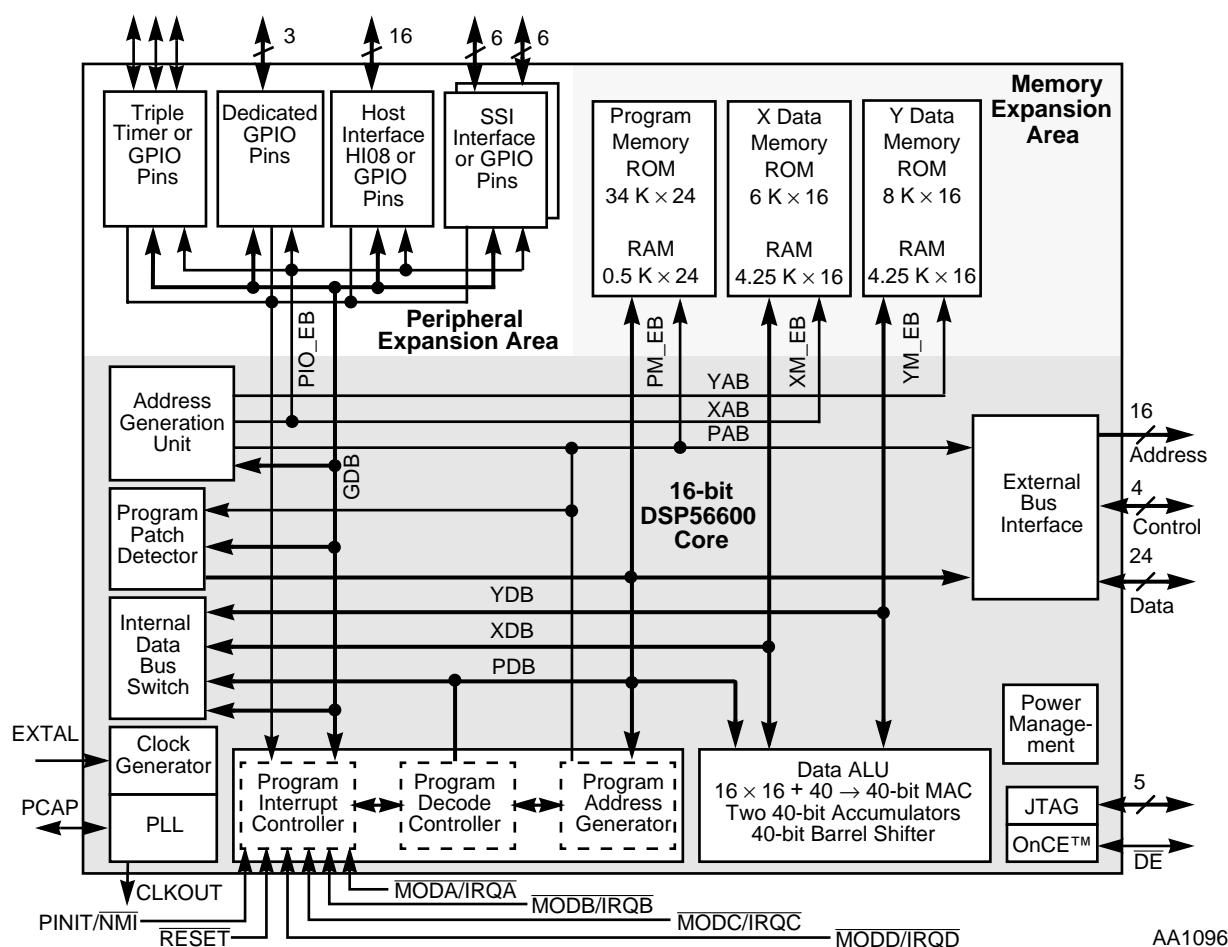 3
16
6
6
Triple
Timer or
GPIO
Pins
Dedicated
GPIO
Pins
Host
Interface
HI08 or
GPIO
Pins
SSI
Interface
or GPIO
Pins
Program
Memory
ROM
34 K × 24
RAM
0.5 K × 24
X Data
Memory
ROM
6 K × 16
RAM
4.25 K × 16
Y Data
Memory
ROM
8 K × 16
RAM
4.25 K × 16
Memory
Expansion
Area
Peripheral
Expansion Area
PIO_EB
PM_EB
XM_EB
YM_EB
Address
Generation
Unit
YAB
XAB
PAB
GDB
Program
Patch
Detector
16-bit
DSP56600
Core
External
Bus
Interface
16
Address
4
Control
24
Data
Internal
Data
Bus
Switch
YDB
XDB
PDB
EXTAL
Clock
Generator
PCAP
PLL
CLKOUT
Program
Interrupt
Controller
Program
Decode
Controller
Program
Address
Generator
Data ALU
16 × 16 + 40 → 40-bit MAC
Two 40-bit Accumulators
40-bit Barrel Shifter
Power
Manage-
ment
JTAG
5
OnCE™
DE
PINIT/NMI
RESET
MODA/IRQA
MODB/IRQB
MODC/IRQC
MODD/IRQD
AA1096